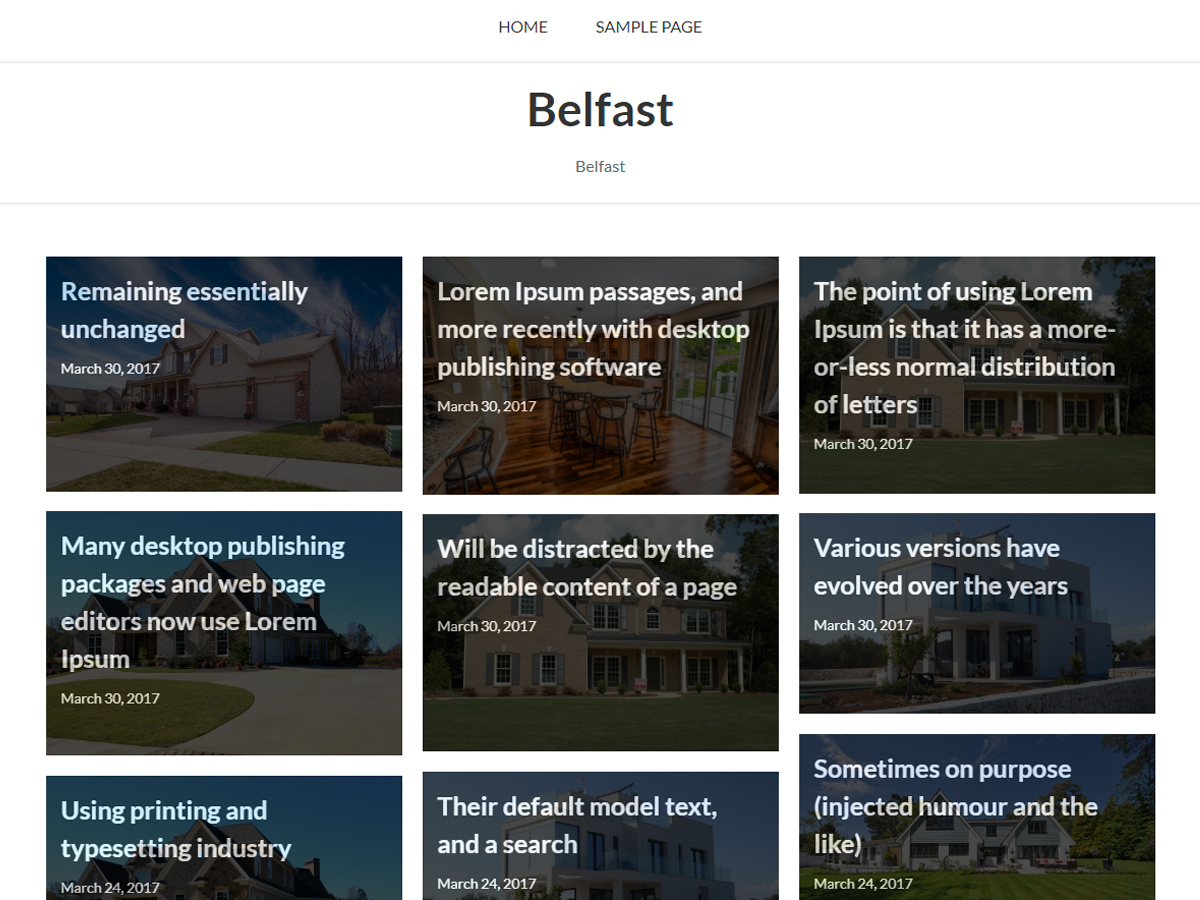 HOME SAMPLE PAGE
Belfast
Belfast
Remaining essentially
unchanged
March 30, 2017
Lorem Ipsum passages, and
more recently with desktop
publishing software
March 30, 2017
The point of using Lorem
Ipsum is that it has a more-
or-less normal distribution
of letters
March 30, 2017
Many desktop publishing
packages and web page
editors now use Lorem
Ipsum
March 30, 2017
Will be distracted by the
readable content of a page
March 30, 2017
Various versions have
evolved over the years
March 30, 2017
Using printing and
typesetting industry
March 24, 2017
Their default model text,
and a search
March 24, 2017
Sometimes on purpose
(injected humour and the
like)
March 24, 2017